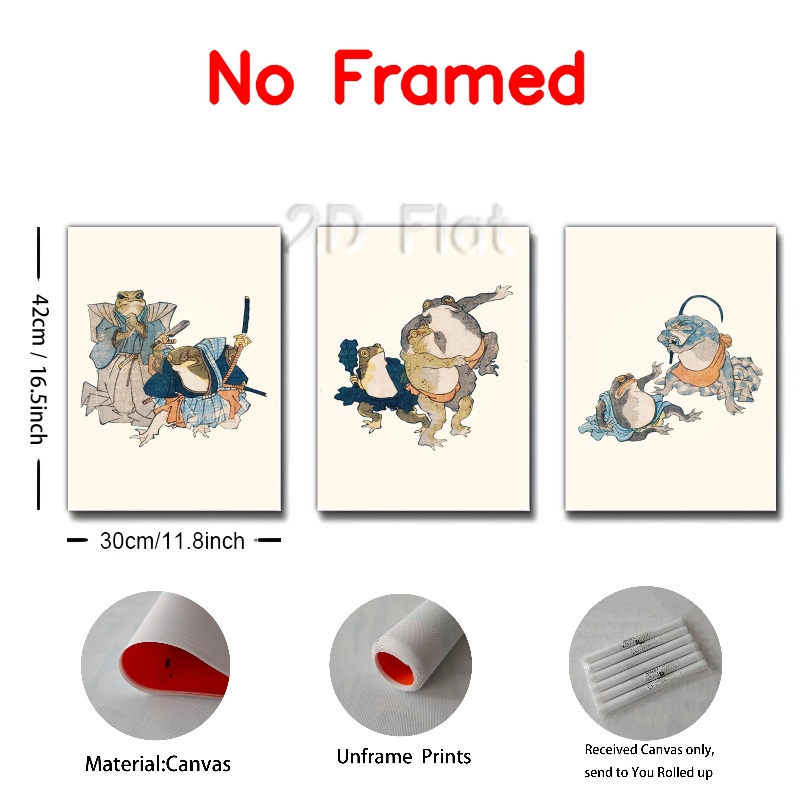 No Framed
2D Flat
42cm / 16.5inch
30cm/11.8inch
Material:Canvas
Unframe Prints
Received Canvas only,
send to You Rolled up